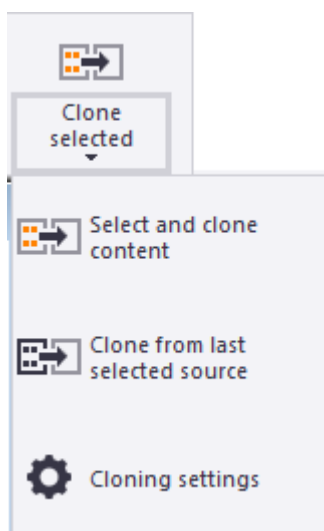 Clone
selected
Select and clone
content
Clone from last
selected source
Cloning settings